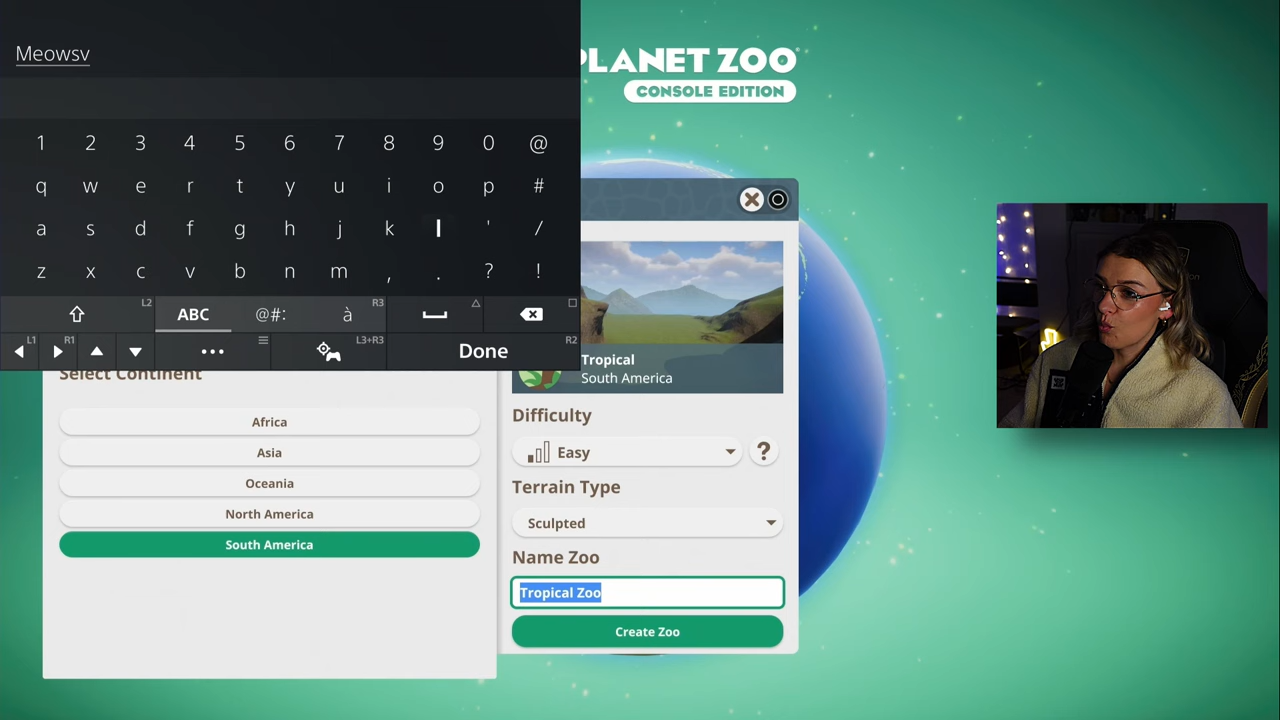 Meowsv
PLANET ZOO
CONSOLE EDITION
1 2 3 4 5 6 7 8 9 0 @
q w e r t y u i o p #
a s d f g h j k l ' /
z x c v b n m , . ? !
L2
ABC
@#:
R3
à
L1
R1
L3+R3
...
Done
R2
Select Continent
Africa
Asia
Oceania
North America
South America
Tropical
South America
Difficulty
Easy
?
Terrain Type
Sculpted
Name Zoo
Tropical Zoo
Create Zoo